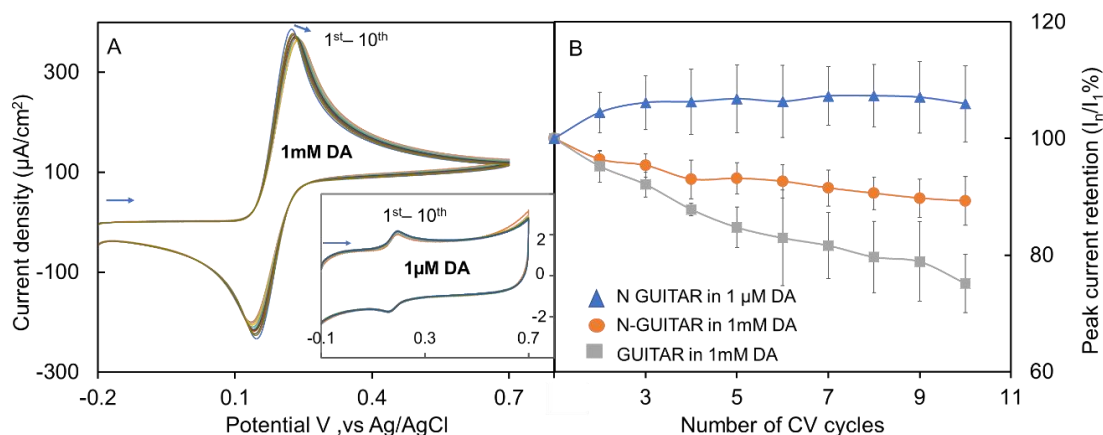 A
1st– 10th
1mM DA
300
100
-100
-300
Current density (µA/cm2)
-0.2
0.1
0.4
0.7
Potential V ,vs Ag/AgCl
1st– 10th
1µM DA
2
0
-2
-0.1
0.3
0.7
B
N GUITAR in 1 µM DA
N-GUITAR in 1mM DA
GUITAR in 1mM DA
120
100
80
60
Peak current retention (In/I1%)
3
5
7
9
11
Number of CV cycles